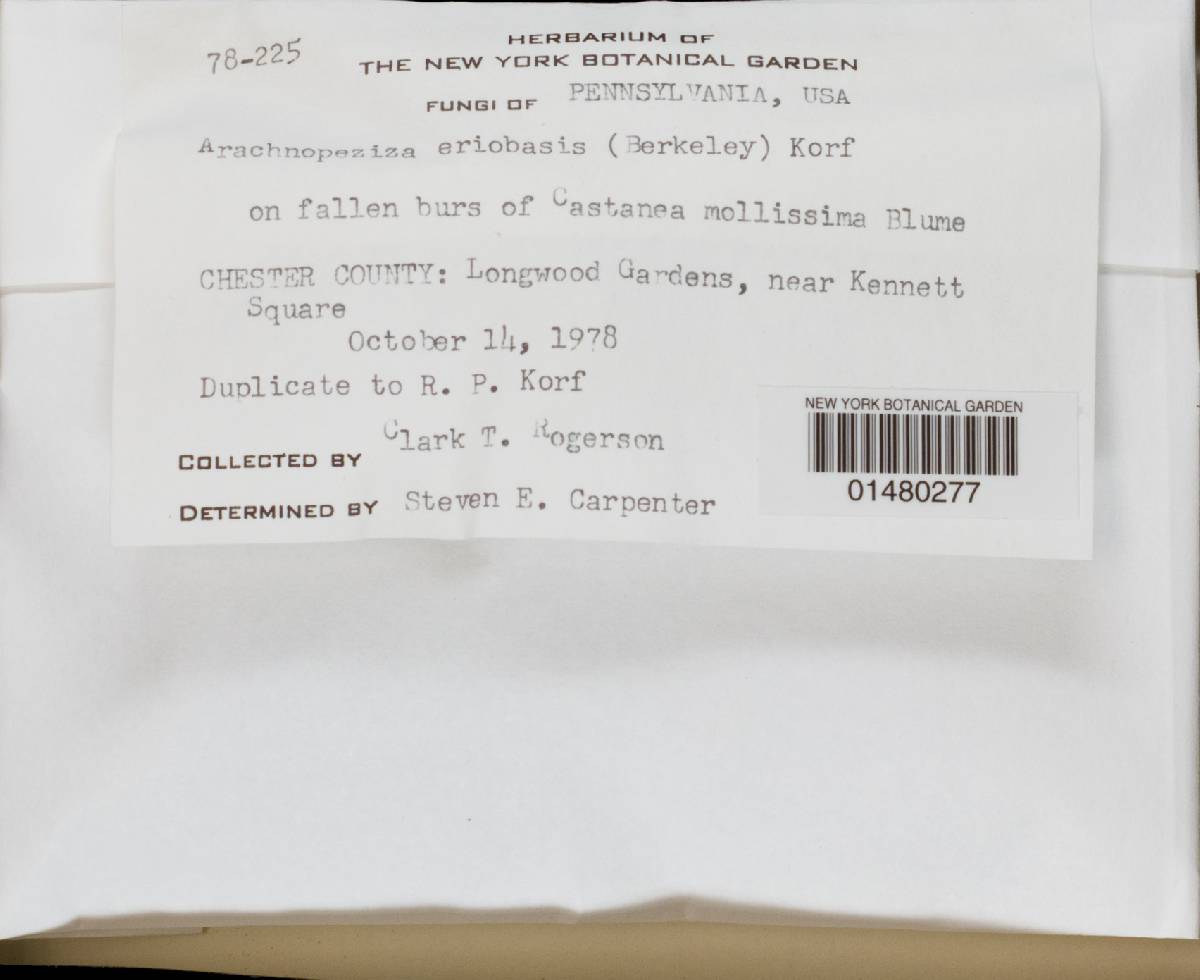 78-225
HERBARIUM OF
THE NEW YORK BOTANICAL GARDEN
FUNGI OF PENNSYLVANIA, USA
Arachnopeziza eriobasis (Berkeley) Korf
on fallen burs of Castanea mollissima Blume
CHESTER COUNTY: Longwood Gardens, near Kennett
Square
October 14, 1978
Duplicate to R. P. Korf
COLLECTED BY Clark T. Rogerson
DETERMINED BY Steven E. Carpenter
NEW YORK BOTANICAL GARDEN
01480277